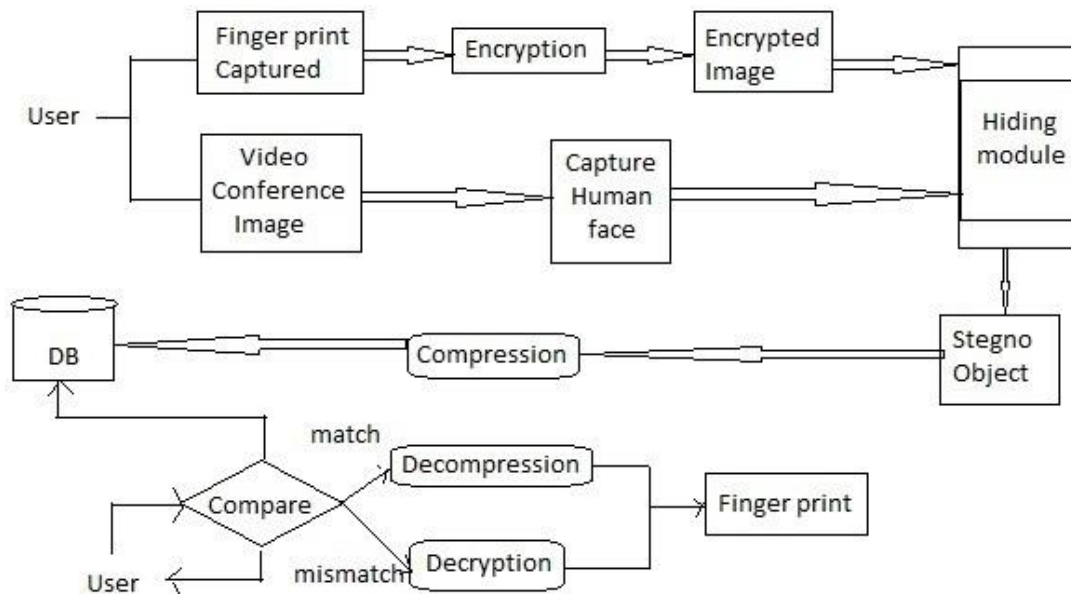 Finger print
Captured
Encryption
Encrypted
Image
User
Hiding
module
Video
Conference
Image
Capture
Human
face
DB
Compression
Stegno
Object
match
Decompression
Compare
Finger print
mismatch
Decryption
User